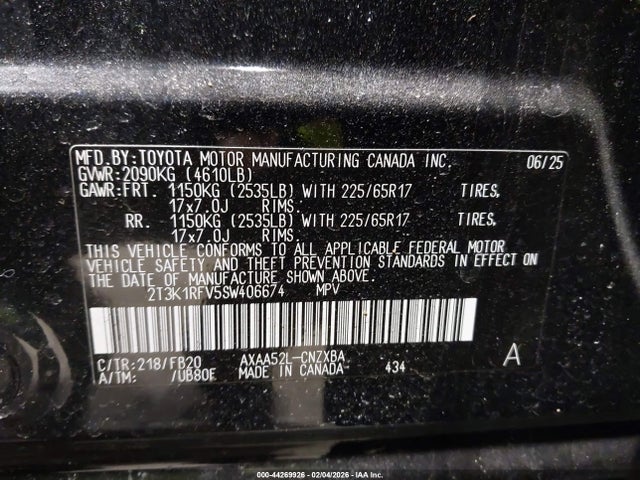 MFD.BY:TOYOTA MOTOR MANUFACTURING CANADA INC. 06/25
GVWR:2090KG (4610LB)
GAWR:FRT. 1150KG (2535LB) WITH 225/65R17 TIRES,
17x7.0J RIMS.
RR. 1150KG (2535LB) WITH 225/65R17 TIRES,
17x7.0J RIMS.
THIS VEHICLE CONFORMS TO ALL APPLICABLE FEDERAL MOTOR
VEHICLE SAFETY AND THEFT PREVENTION STANDARDS IN EFFECT ON
THE DATE OF MANUFACTURE SHOWN ABOVE.
2T3K1RFV5SW406674 MPV
C/TR:218/FB20 AXAA52L-CNZXBA A
A/TM: /UB80F MADE IN CANADA 434
000-44269926 - 02/04/2026 - IAA Inc.